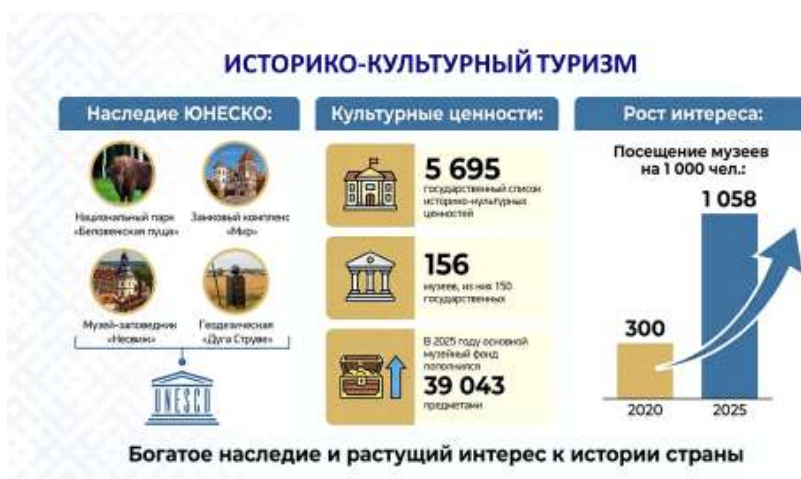 ИСТОРИКО-КУЛЬТУРНЫЙ ТУРИЗМ
Наследие ЮНЕСКО:
Национальный парк
«Беловежская пуща»
Замковый комплекс
«Мир»
Музей-заповедник
«Несвиж»
Геодезическая
«Дуга Струве»
UNESCO
Культурные ценности:
5 695
государственный список
историко-культурных
ценностей
156
музеев, из них 150
государственных
В 2025 году основной
музейный фонд
пополнился
39 043
предметами
Рост интереса:
Посещение музеев
на 1 000 чел.:
1 058
300
2020
2025
Богатое наследие и растущий интерес к истории страны